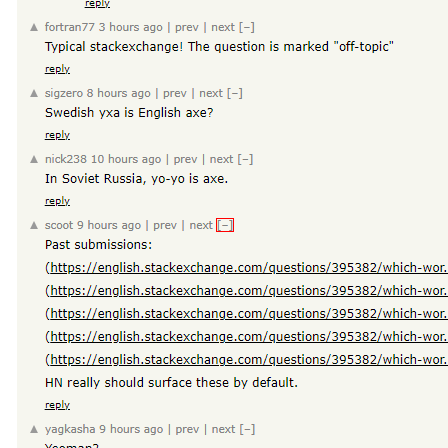 reply
▲ fortran77 3 hours ago | prev | next [–]
Typical stackexchange! The question is marked "off-topic"
reply
▲ sigzero 8 hours ago | prev | next [–]
Swedish yxa is English axe?
reply
▲ nick238 10 hours ago | prev | next [–]
In Soviet Russia, yo-yo is axe.
reply
▲ scoot 9 hours ago | prev | next [–]
Past submissions:
(https://english.stackexchange.com/questions/395382/which-wor.
(https://english.stackexchange.com/questions/395382/which-wor.
(https://english.stackexchange.com/questions/395382/which-wor.
(https://english.stackexchange.com/questions/395382/which-wor.
(https://english.stackexchange.com/questions/395382/which-wor.
HN really should surface these by default.
reply
▲ yagkasha 9 hours ago | prev | next [–]
Yeoman?